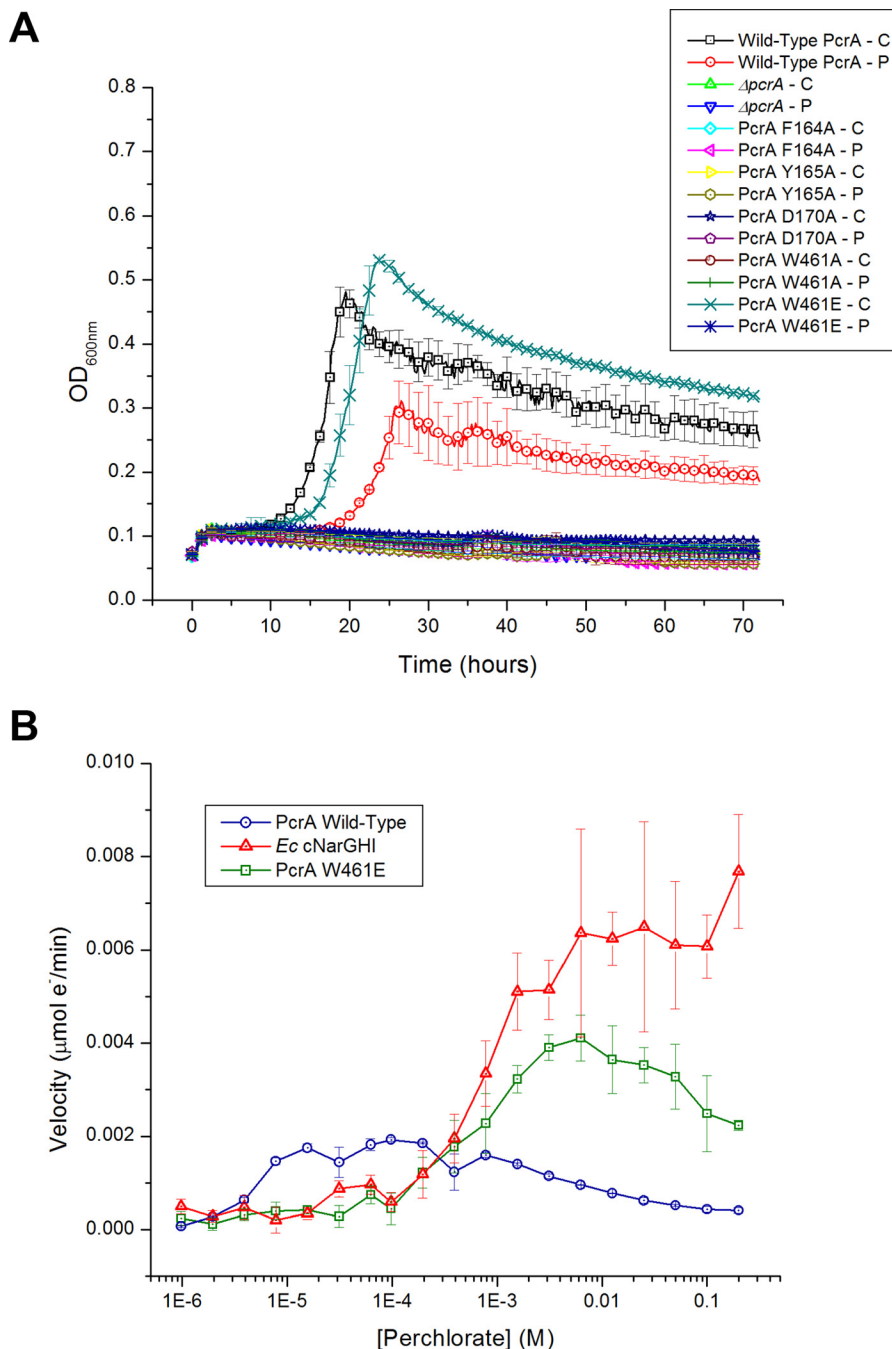 A
Wild-Type PcrA - C
Wild-Type PcrA - P
ΔpcrA - C
ΔpcrA - P
PcrA F164A - C
PcrA F164A - P
PcrA Y165A - C
PcrA Y165A - P
PcrA D170A - C
PcrA D170A - P
PcrA W461A - C
PcrA W461A - P
PcrA W461E - C
PcrA W461E - P
0.8
0.7
0.6
0.5
0.4
0.3
0.2
0.1
0.0
OD600nm
0 10 20 30 40 50 60 70
Time (hours)
B
PcrA Wild-Type
Ec cNarGHI
PcrA W461E
0.010
0.008
0.006
0.004
0.002
0.000
Velocity (μmol e-/min)
1E-6 1E-5 1E-4 1E-3 0.01 0.1
[Perchlorate] (M)